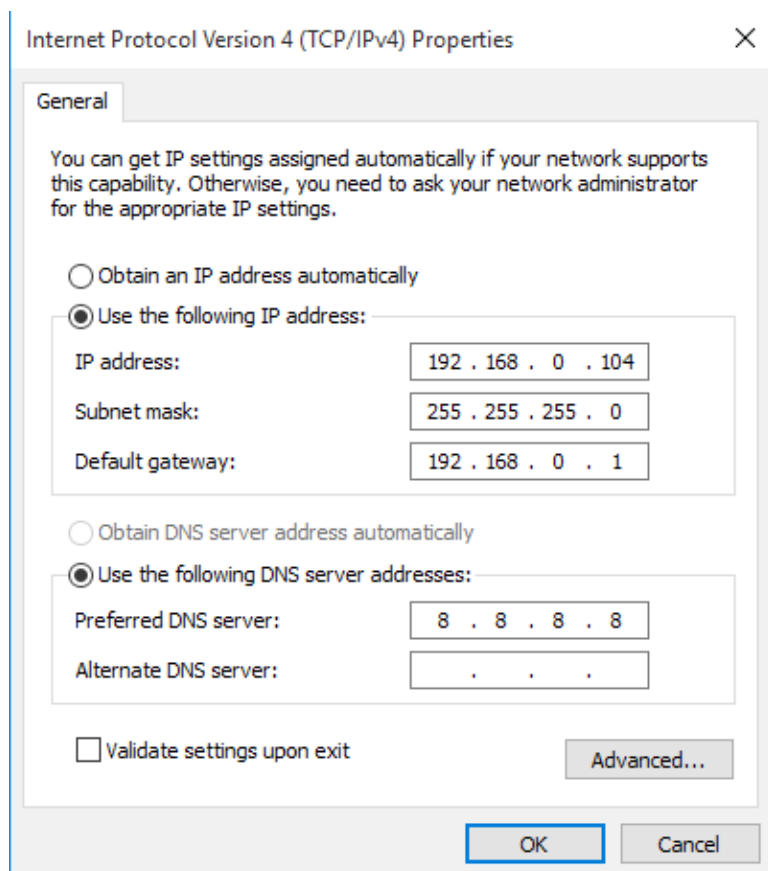 Internet Protocol Version 4 (TCP/IPv4) Properties
General
You can get IP settings assigned automatically if your network supports
this capability. Otherwise, you need to ask your network administrator
for the appropriate IP settings.
Obtain an IP address automatically
Use the following IP address:
IP address: 192 . 168 . 0 . 104
Subnet mask: 255 . 255 . 255 . 0
Default gateway: 192 . 168 . 0 . 1
Obtain DNS server address automatically
Use the following DNS server addresses:
Preferred DNS server: 8 . 8 . 8 . 8
Alternate DNS server: . . .
Validate settings upon exit
Advanced...
OK Cancel